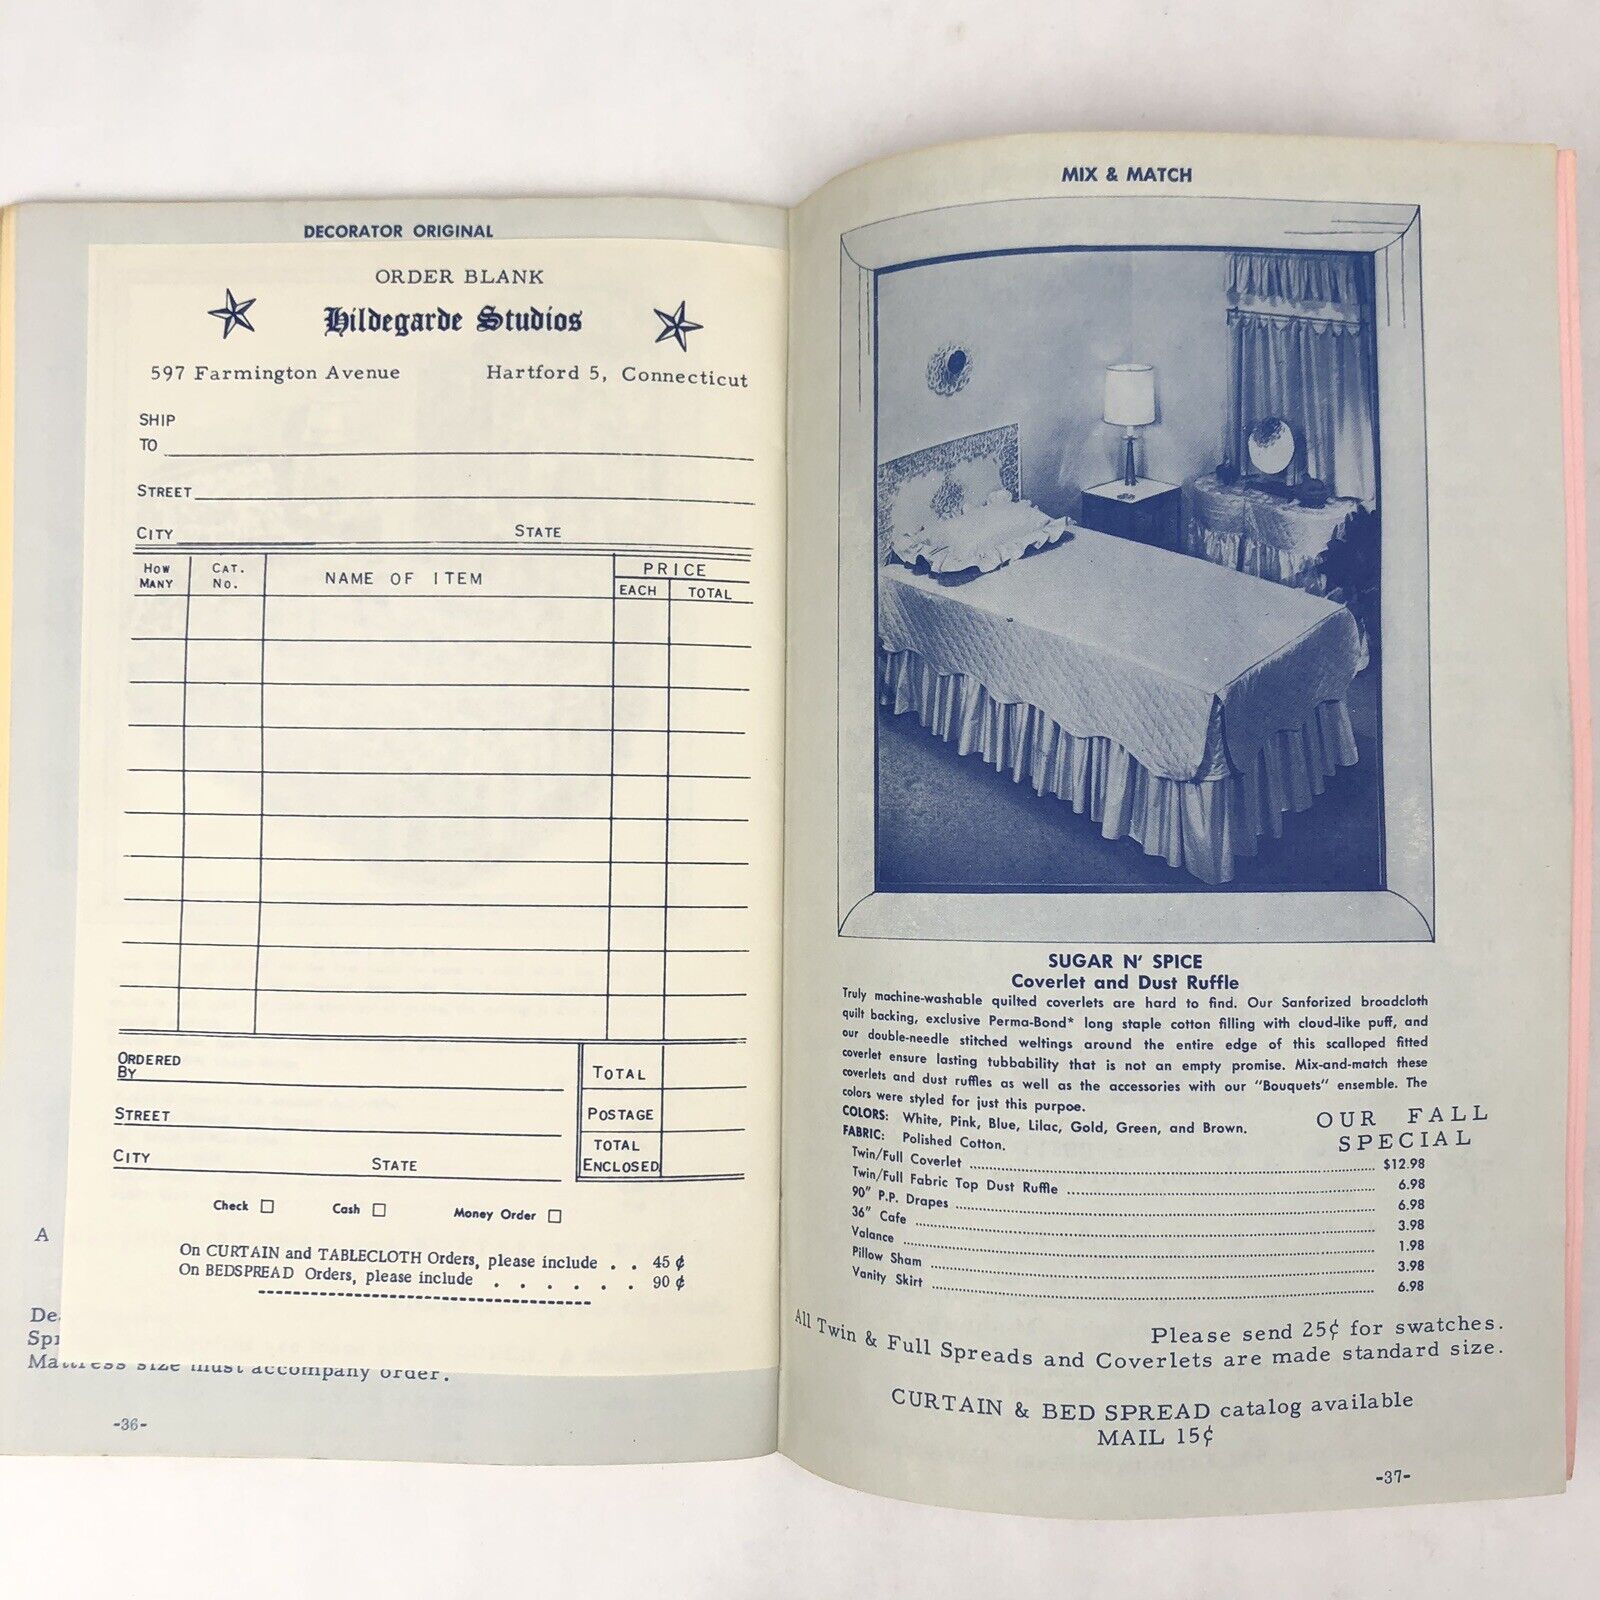 DECORATOR ORIGINAL
ORDER BLANK
Hildegarde Studios
597 Farmington Avenue Hartford 5, Connecticut
SHIP
TO
STREET
CITY STATE
HOW MANY CAT. NO. NAME OF ITEM PRICE
EACH TOTAL
ORDERED
BY
STREET
CITY STATE
TOTAL
POSTAGE
TOTAL
ENCLOSED
Check Cash Money Order
On CURTAIN and TABLECLOTH Orders, please include . . 45 ¢
On BEDSPREAD Orders, please include . . . . . . 90 ¢
A
Mattress size must accompany order.
-36-
MIX & MATCH
SUGAR N' SPICE
Coverlet and Dust Ruffle
Truly machine-washable quilted coverlets are hard to find. Our Sanforized broadcloth
quilt backing, exclusive Perma-Bond* long staple cotton filling with cloud-like puff, and
our double-needle stitched weltings around the entire edge of this scalloped fitted
coverlet ensure lasting tubbability that is not an empty promise. Mix-and-match these
coverlets and dust ruffles as well as the accessories with our "Bouquets" ensemble. The
colors were styled for just this purpoe.
COLORS: White, Pink, Blue, Lilac, Gold, Green, and Brown.
FABRIC: Polished Cotton.
OUR FALL
SPECIAL
Twin/Full Coverlet $12.98
Twin/Full Fabric Top Dust Ruffle 6.98
90" P.P. Drapes 6.98
36" Cafe 3.98
Valance 1.98
Pillow Sham 3.98
Vanity Skirt 6.98
Please send 25¢ for swatches.
All Twin & Full Spreads and Coverlets are made standard size.
CURTAIN & BED SPREAD catalog available
MAIL 15¢
-37-